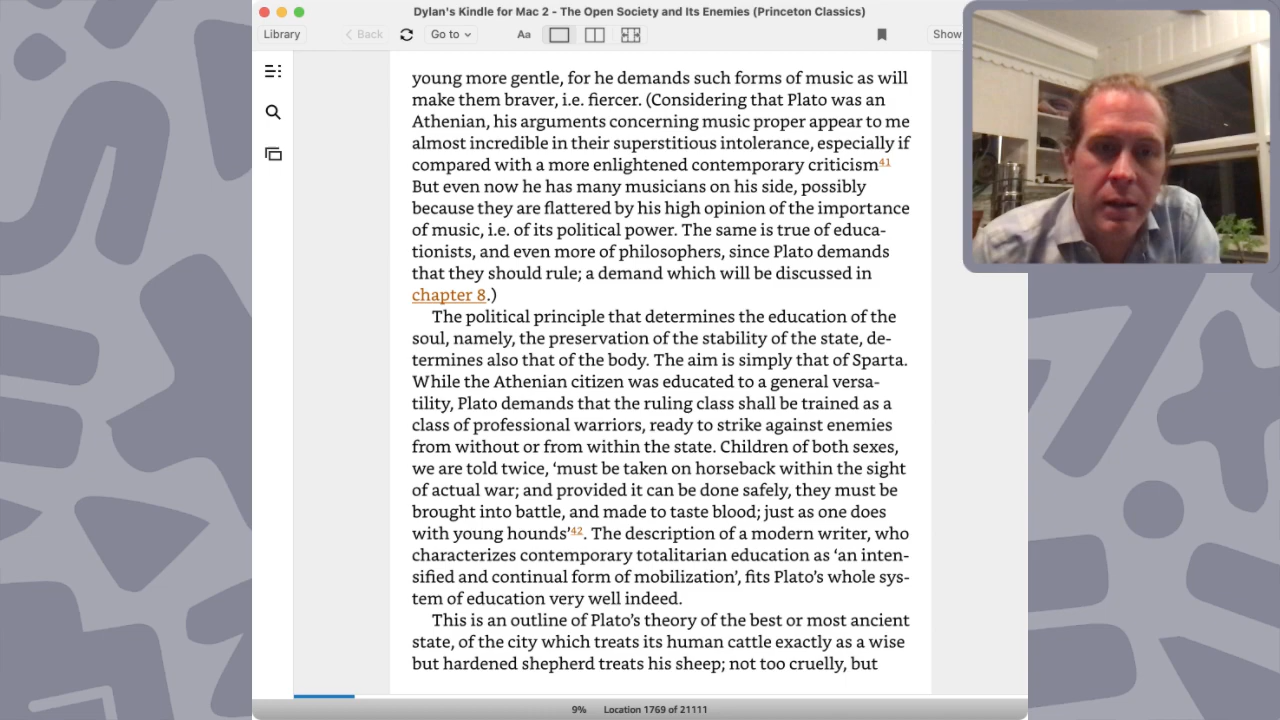 Dylan's Kindle for Mac 2 - The Open Society and Its Enemies (Princeton Classics)
Library
Back
Go to
Aa
Show
young more gentle, for he demands such forms of music as will
make them braver, i.e. fiercer. (Considering that Plato was an
Athenian, his arguments concerning music proper appear to me
almost incredible in their superstitious intolerance, especially if
compared with a more enlightened contemporary criticism41
But even now he has many musicians on his side, possibly
because they are flattered by his high opinion of the importance
of music, i.e. of its political power. The same is true of educa-
tionists, and even more of philosophers, since Plato demands
that they should rule; a demand which will be discussed in
chapter 8.)
The political principle that determines the education of the
soul, namely, the preservation of the stability of the state, de-
termines also that of the body. The aim is simply that of Sparta.
While the Athenian citizen was educated to a general versa-
tility, Plato demands that the ruling class shall be trained as a
class of professional warriors, ready to strike against enemies
from without or from within the state. Children of both sexes,
we are told twice, ‘must be taken on horseback within the sight
of actual war; and provided it can be done safely, they must be
brought into battle, and made to taste blood; just as one does
with young hounds’42. The description of a modern writer, who
characterizes contemporary totalitarian education as ‘an inten-
sified and continual form of mobilization’, fits Plato’s whole sys-
tem of education very well indeed.
This is an outline of Plato’s theory of the best or most ancient
state, of the city which treats its human cattle exactly as a wise
but hardened shepherd treats his sheep; not too cruelly, but
9% Location 1769 of 21111